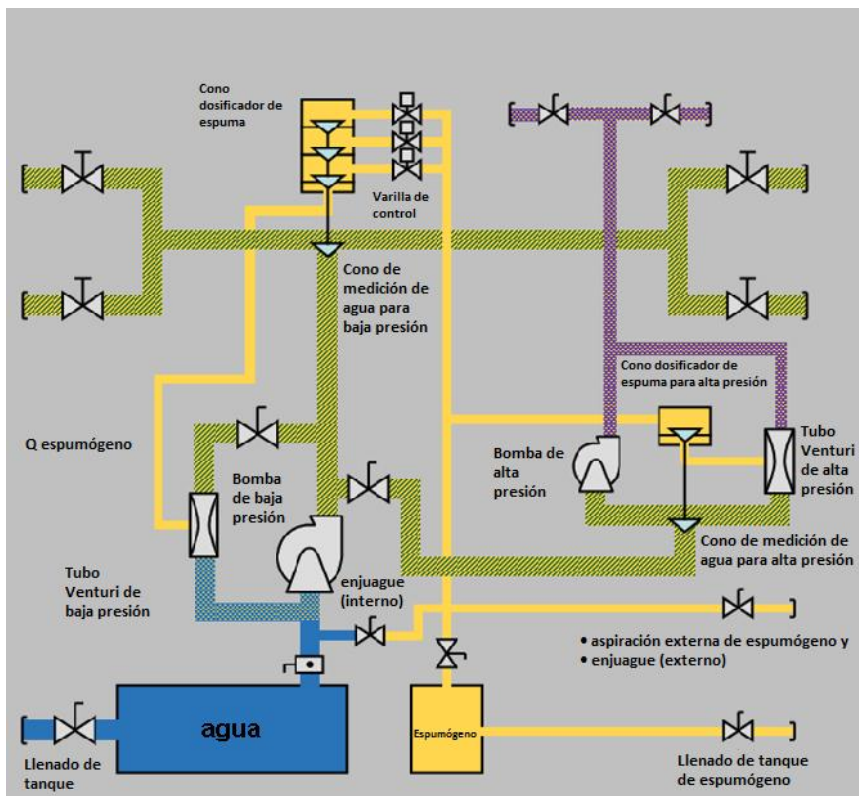 Cono
dosificador de
espuma
Varilla de
control
Cono de
medición de
agua para
baja presión
Cono dosificador de
espuma para alta presión
Q espumógeno
Bomba
de baja
presión
Bomba de
alta
presión
Tubo
Venturi
de alta
presión
Cono de medición de
agua para alta presión
Tubo
Venturi de
baja presión
enjuague
(interno)
• aspiración externa de espumógeno y
• enjuague (externo)
agua
Espumógeno
Llenado de
tanque
Llenado de tanque
de espumógeno